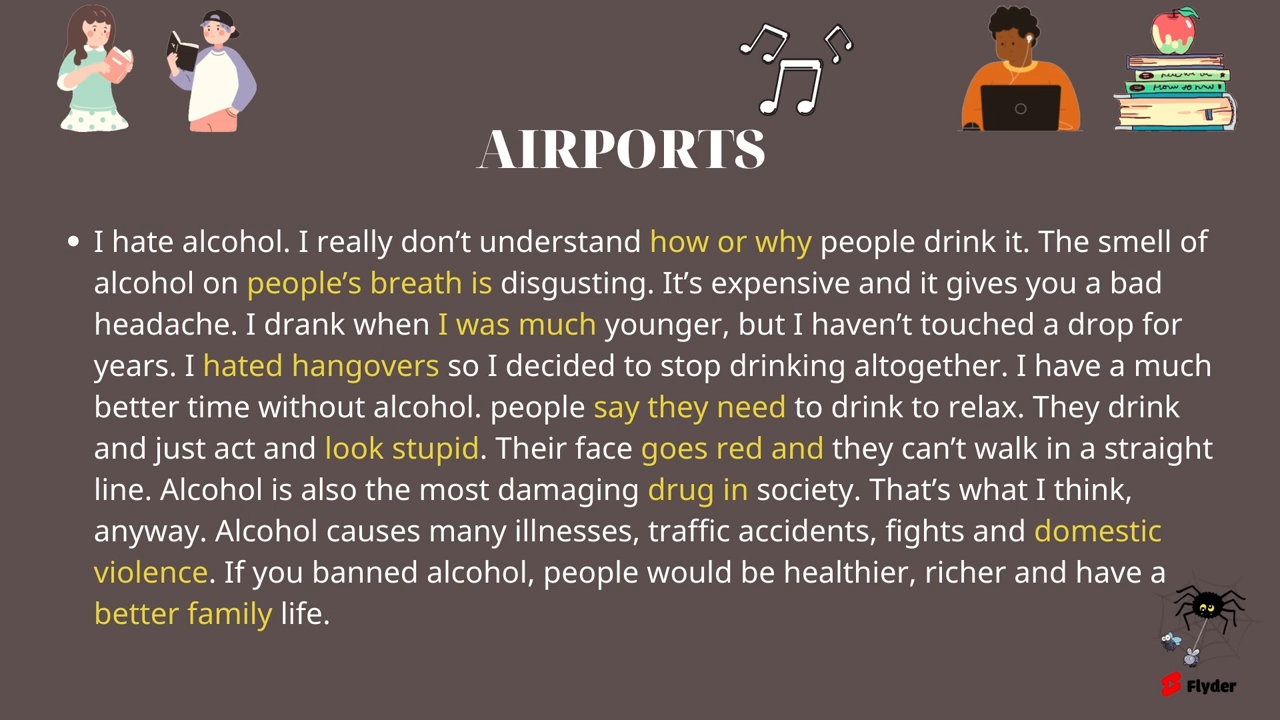 AIRPORTS
• I hate alcohol. I really don’t understand how or why people drink it. The smell of
alcohol on people’s breath is disgusting. It’s expensive and it gives you a bad
headache. I drank when I was much younger, but I haven’t touched a drop for
years. I hated hangovers so I decided to stop drinking altogether. I have a much
better time without alcohol. people say they need to drink to relax. They drink
and just act and look stupid. Their face goes red and they can’t walk in a straight
line. Alcohol is also the most damaging drug in society. That’s what I think,
anyway. Alcohol causes many illnesses, traffic accidents, fights and domestic
violence. If you banned alcohol, people would be healthier, richer and have a
better family life.
Flyder